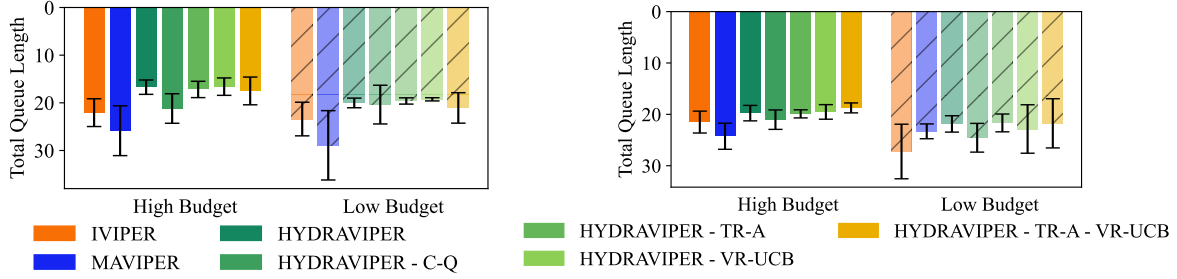 0
10
20
30
Total Queue Length
High Budget
Low Budget
0
10
20
30
Total Queue Length
High Budget
Low Budget
IVIPER
MAVIPER
HYDRAVIPER
HYDRAVIPER - C-Q
HYDRAVIPER - TR-A
HYDRAVIPER - VR-UCB
HYDRAVIPER - TR-A - VR-UCB